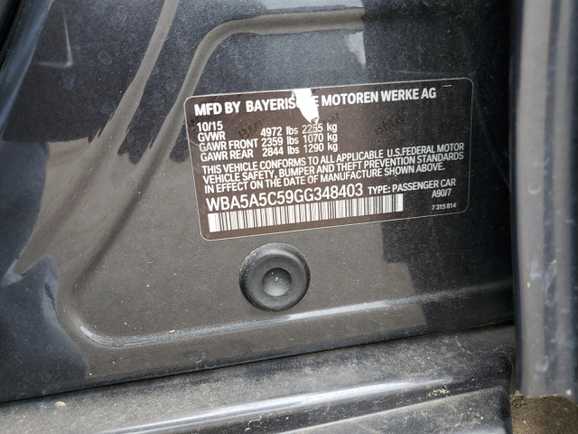 MFD BY BAYERISCHE MOTOREN WERKE AG
10/15
GVWR 4972 lbs 2255 kg
GAWR FRONT 2359 lbs 1070 kg
GAWR REAR 2844 lbs 1290 kg
THIS VEHICLE CONFORMS TO ALL APPLICABLE U.S.FEDERAL MOTOR
VEHICLE SAFETY, BUMPER, AND THEFT PREVENTION STANDARDS
IN EFFECT ON THE DATE OF MANUFACTURE SHOWN ABOVE.
WBA5A5C59GG348403 TYPE: PASSENGER CAR
A90/7
7 315 814